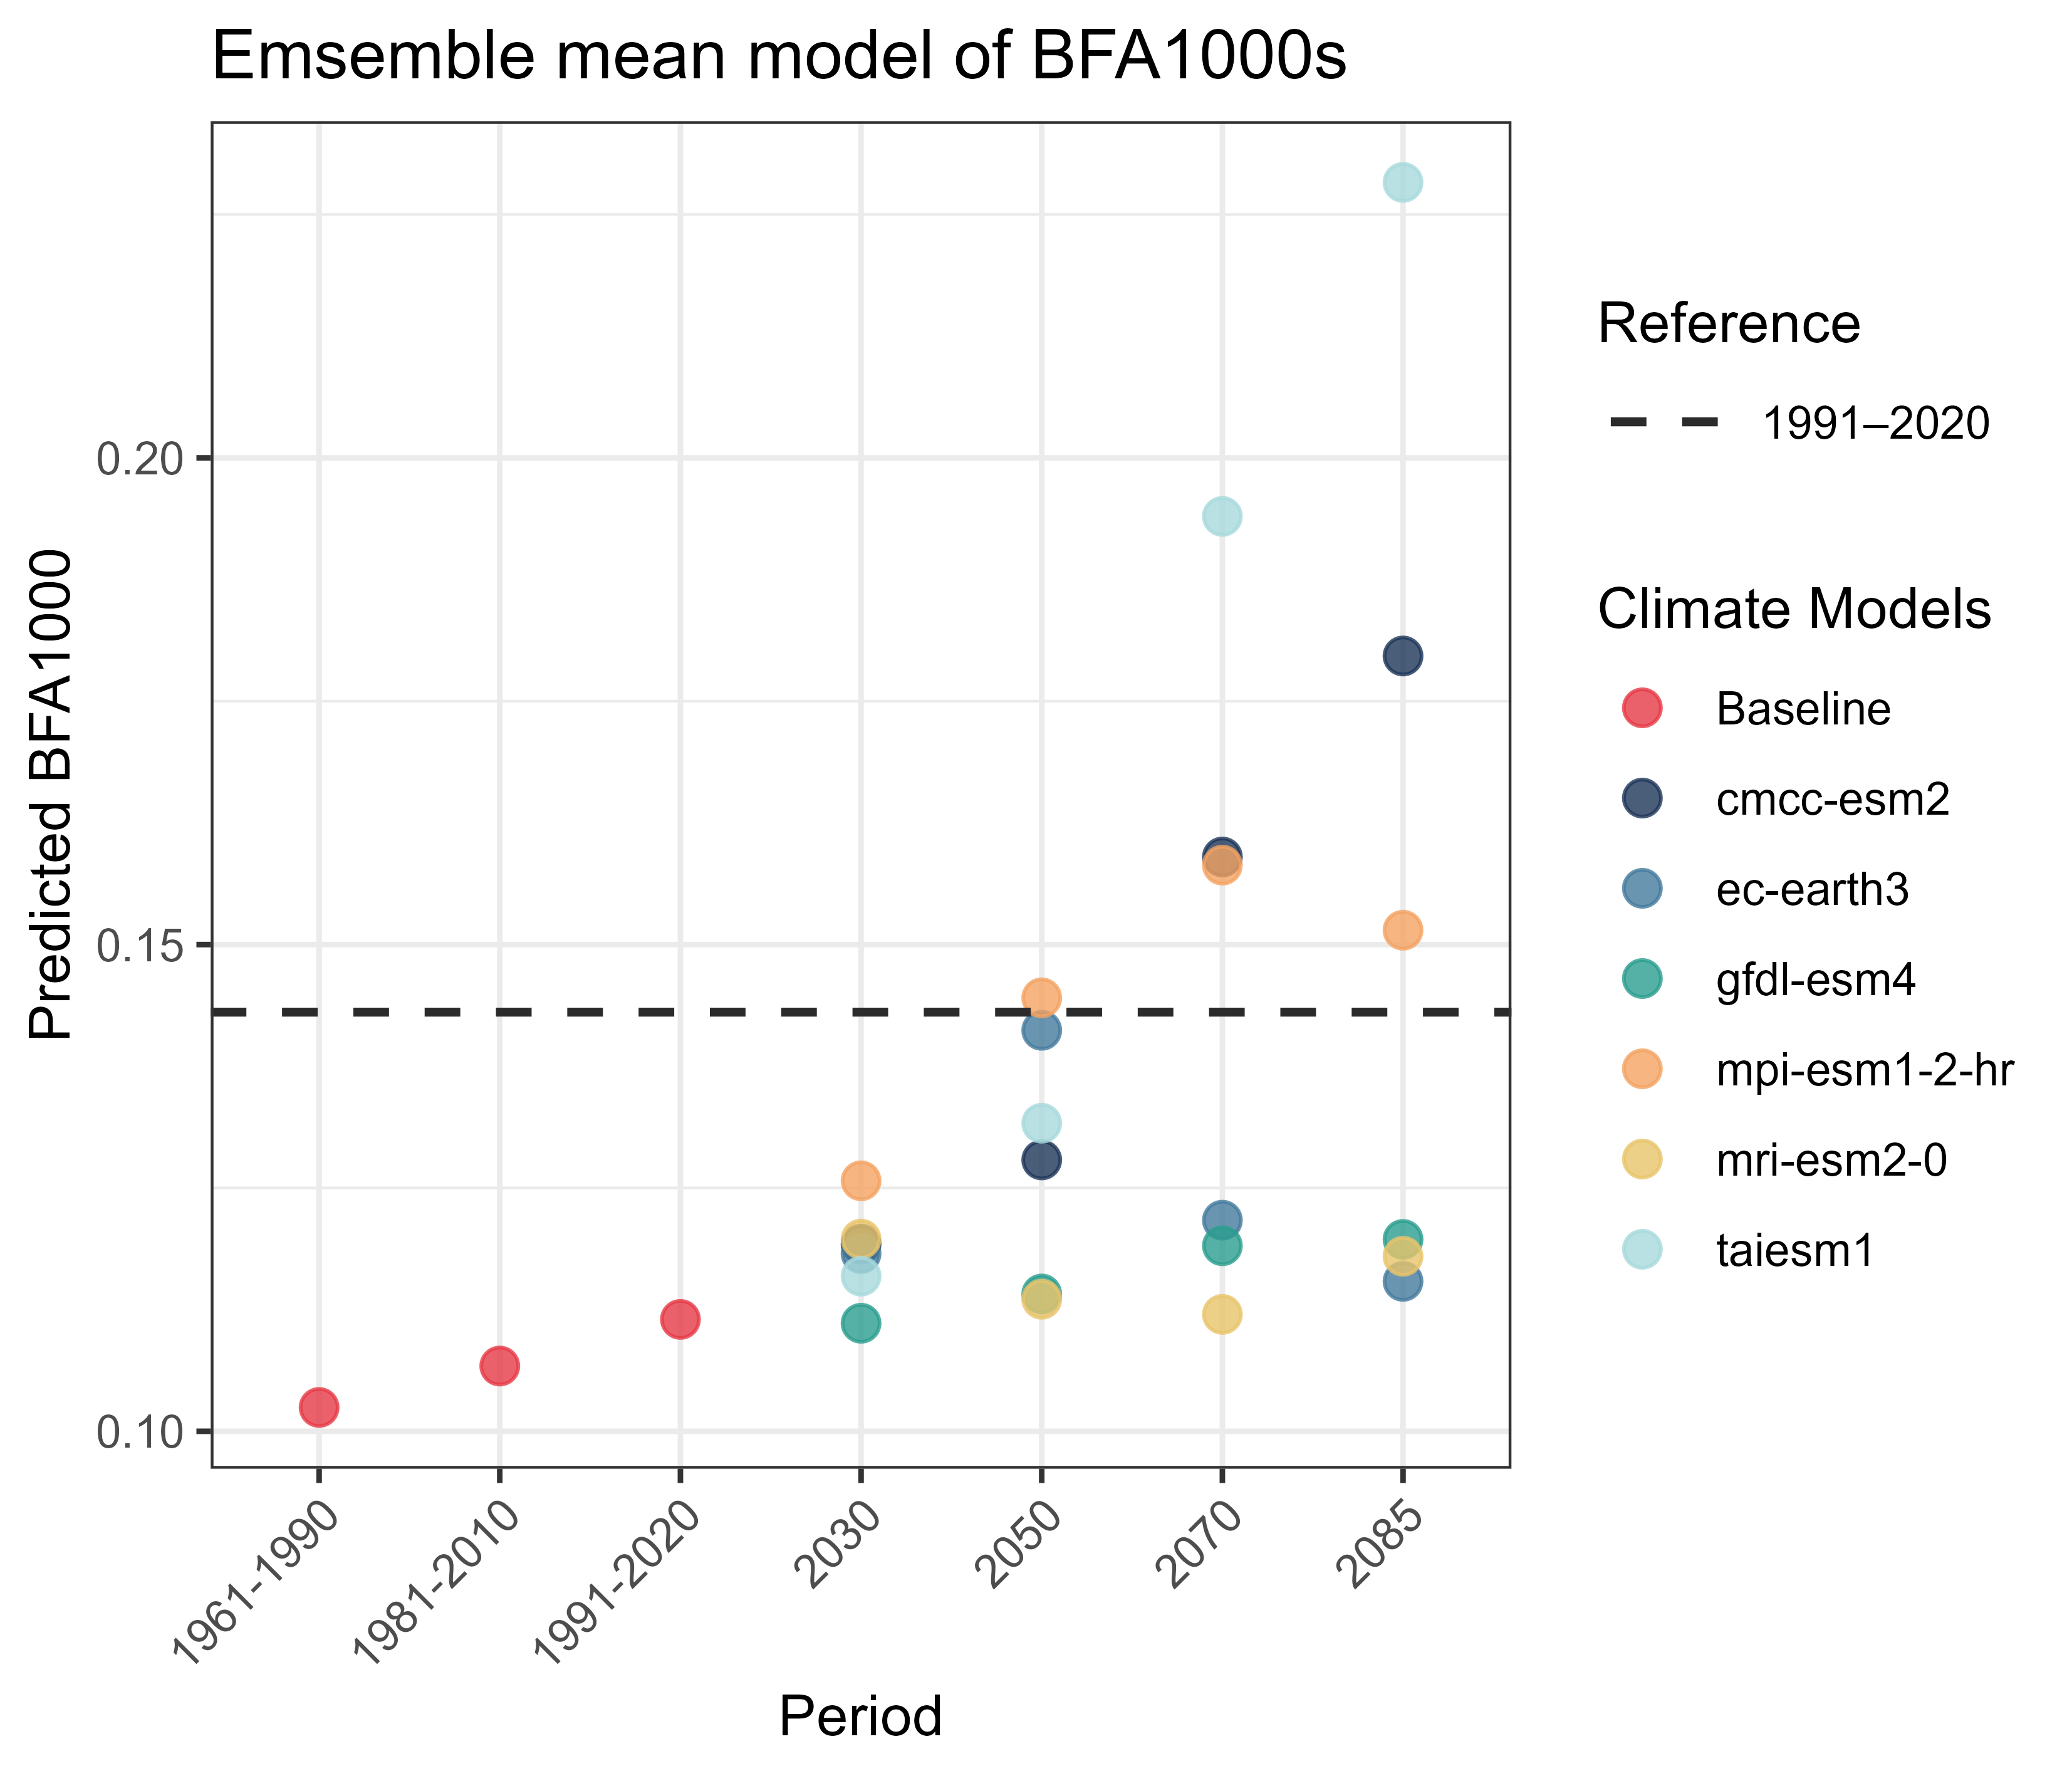 Emsemble mean model of BFA1000s
Predicted BFA1000
0.20
0.15
0.10
1961-1990
1981-2010
1991-2020
2030
2050
2070
2085
Period
Reference
1991–2020
Climate Models
Baseline
cmcc-esm2
ec-earth3
gfdl-esm4
mpi-esm1-2-hr
mri-esm2-0
taiesm1